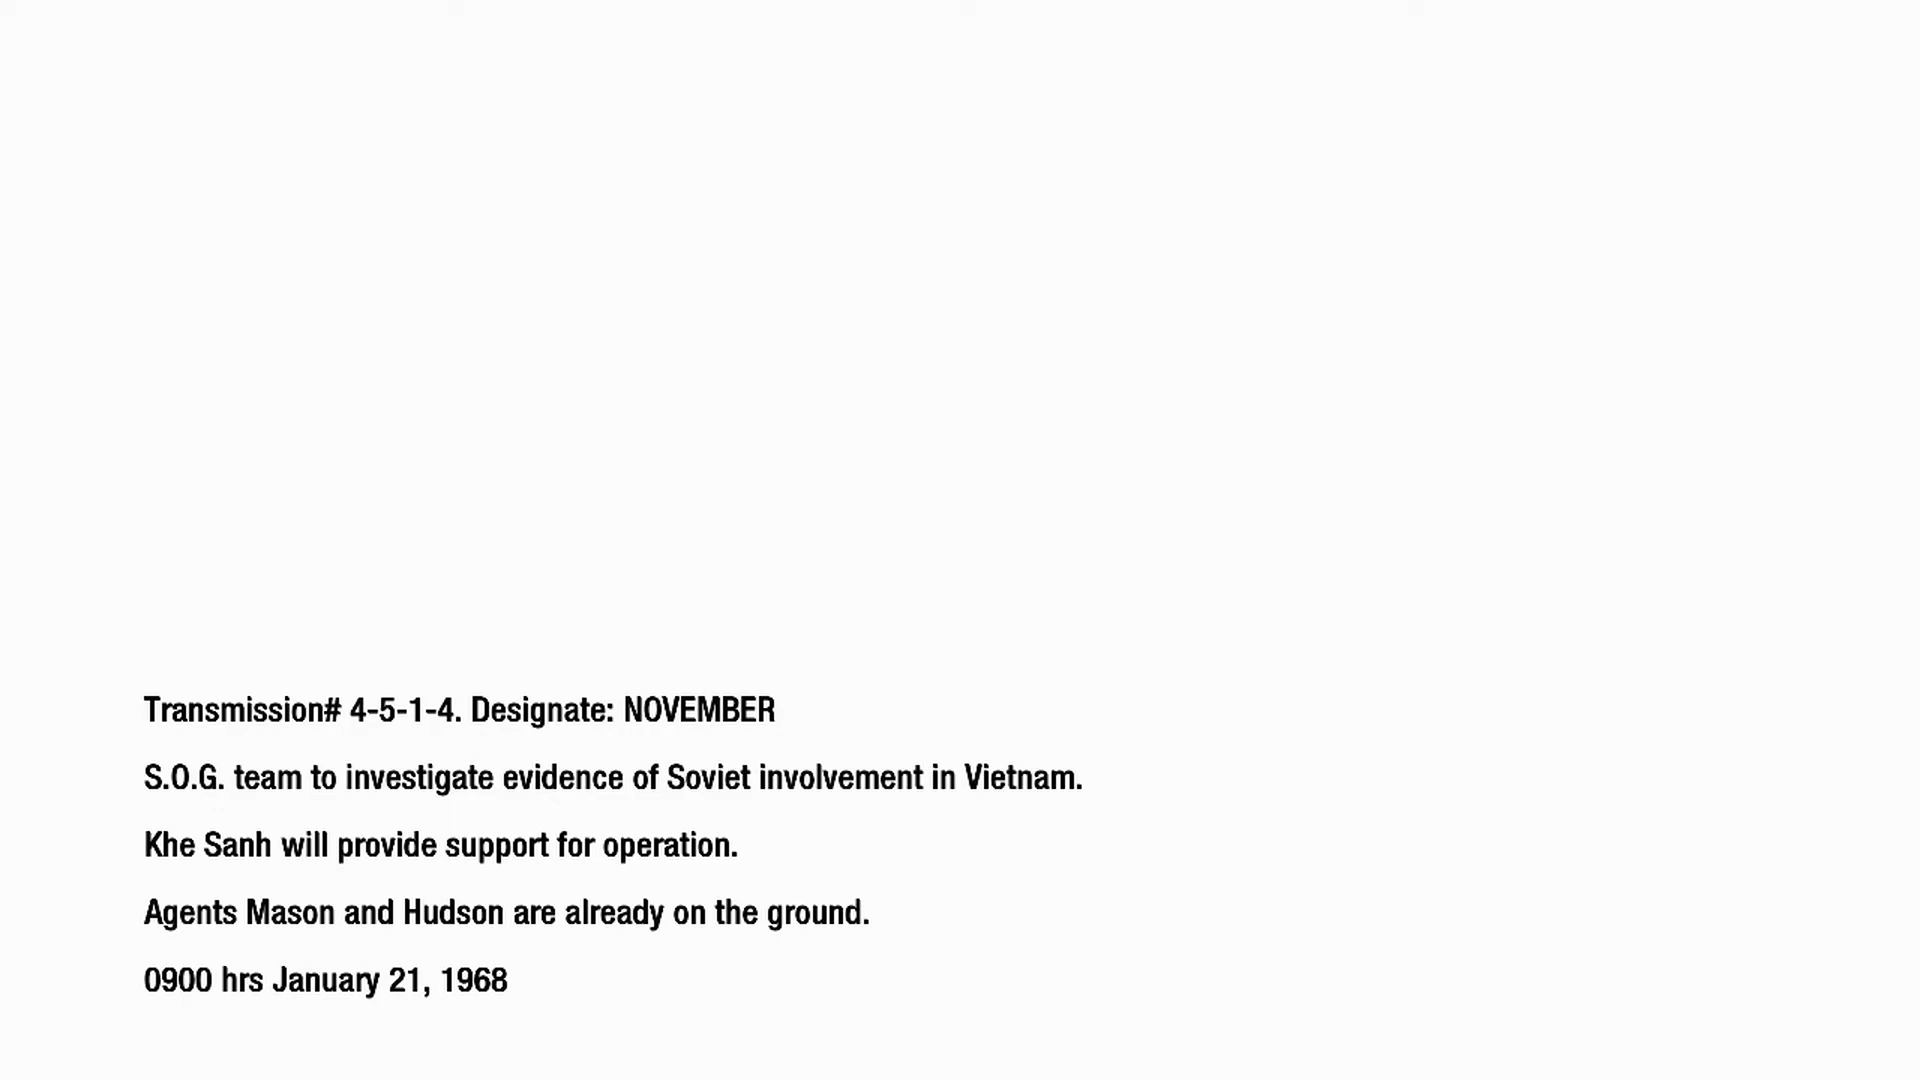 Transmission# 4-5-1-4. Designate: NOVEMBER
S.O.G. team to investigate evidence of Soviet involvement in Vietnam.
Khe Sanh will provide support for operation.
Agents Mason and Hudson are already on the ground.
0900 hrs January 21, 1968